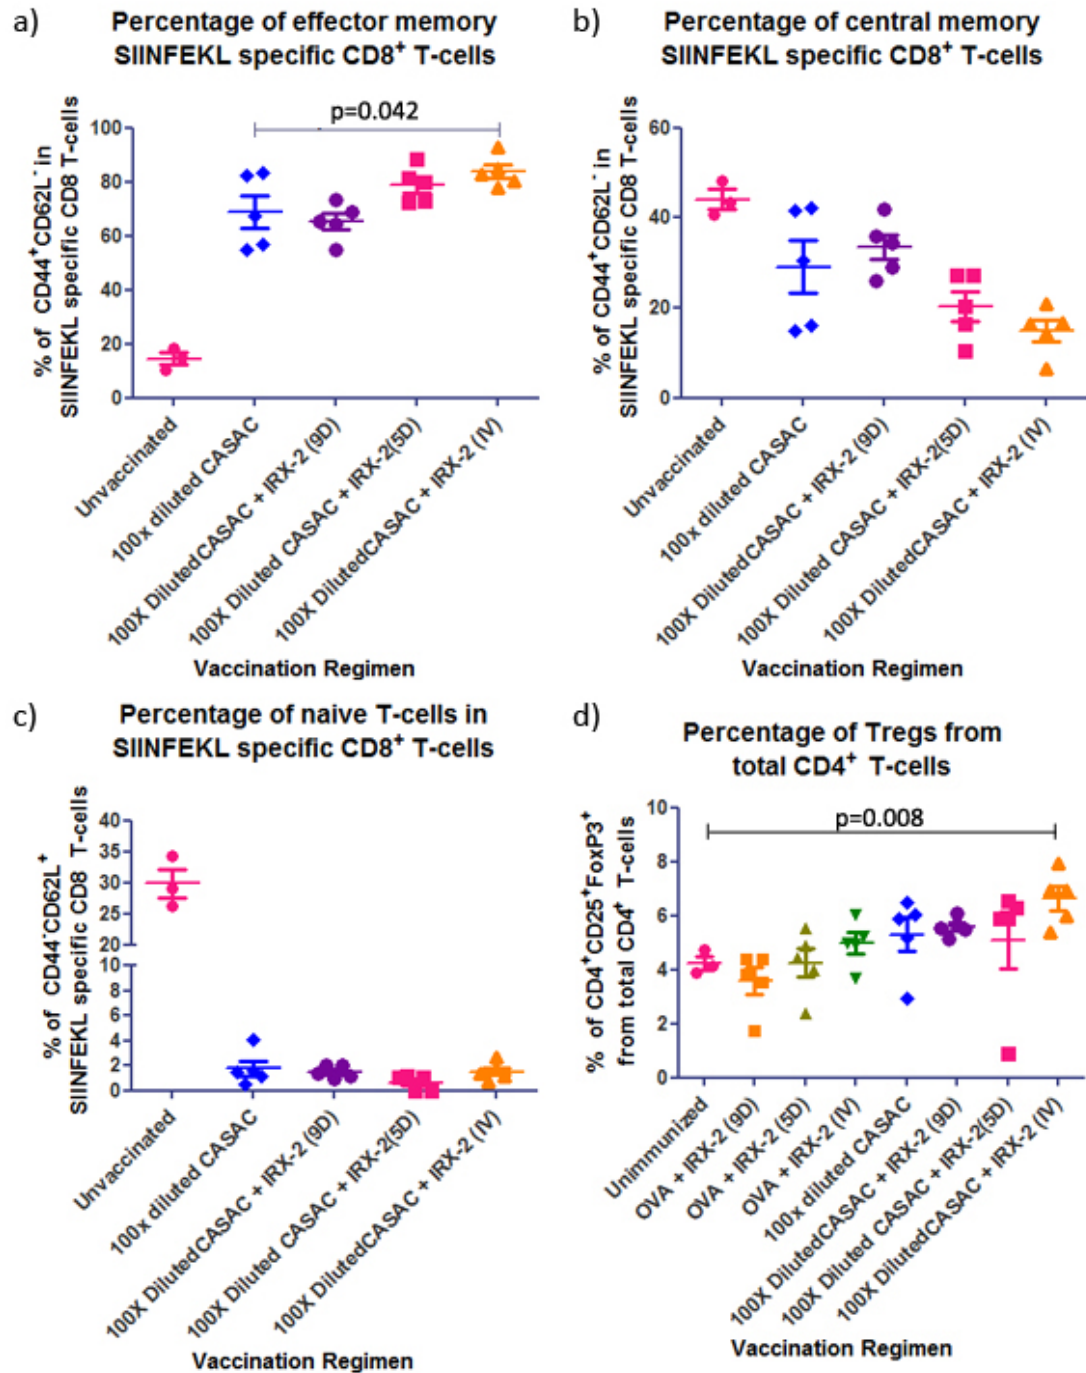 a)
Percentage of effector memory
SIINFEKL specific CD8⁺ T-cells
p=0.042
% of CD44⁺CD62L⁻ in
SIINFEKL specific CD8 T-cells
100
80
60
40
20
0
Unvaccinated
100x diluted CASAC
100X DilutedCASAC + IRX-2 (9D)
100X Diluted CASAC + IRX-2(5D)
100X DilutedCASAC + IRX-2 (IV)
Vaccination Regimen
b)
Percentage of central memory
SIINFEKL specific CD8⁺ T-cells
% of CD44⁺CD62L⁻ in
SIINFEKL specific CD8 T-cells
60
40
20
0
Unvaccinated
100x diluted CASAC
100X DilutedCASAC + IRX-2 (9D)
100X Diluted CASAC + IRX-2(5D)
100X DilutedCASAC + IRX-2 (IV)
Vaccination Regimen
c)
Percentage of naive T-cells in
SIINFEKL specific CD8⁺ T-cells
% of CD44⁻CD62L⁺
SIINFEKL specific CD8 T-cells
40
35
30
25
20
10
8
6
4
2
0
Unvaccinated
100x diluted CASAC
100X DilutedCASAC + IRX-2 (9D)
100X Diluted CASAC + IRX-2(5D)
100X DilutedCASAC + IRX-2 (IV)
Vaccination Regimen
d)
Percentage of Tregs from
total CD4⁺ T-cells
p=0.008
% of CD4⁺CD25⁺FoxP3⁺
from total CD4⁺ T-cells
10
8
6
4
2
0
Unimmunized
OVA + IRX-2 (9D)
OVA + IRX-2 (5D)
OVA + IRX-2 (IV)
100x diluted CASAC
100X DilutedCASAC + IRX-2 (9D)
100X Diluted CASAC + IRX-2(5D)
100X DilutedCASAC + IRX-2 (IV)
Vaccination Regimen